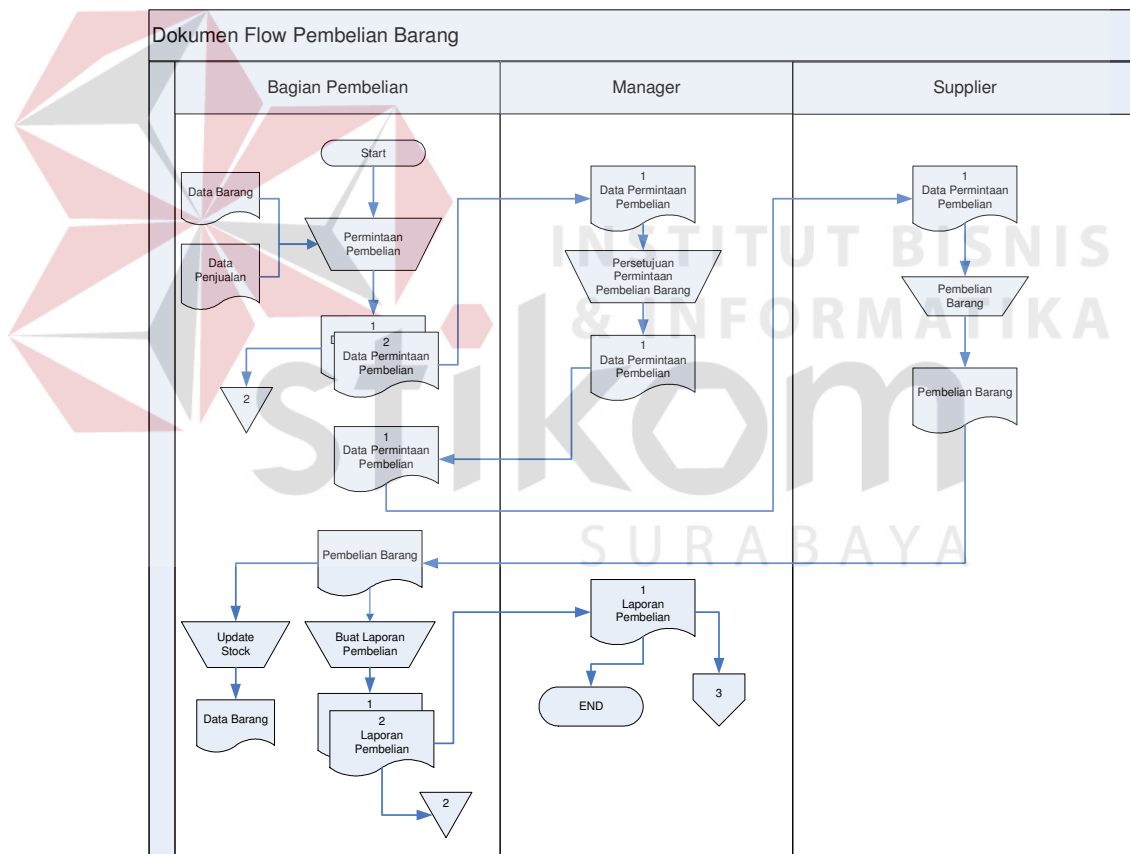 Dokumen Flow Pembelian Barang
Bagian Pembelian
Manager
Supplier
Start
Data Barang
Data
Penjualan
Permintaan
Pembelian
1
2
Data Permintaan
Pembelian
2
1
Data Permintaan
Pembelian
Pembelian Barang
Update
Stock
Data Barang
Buat Laporan
Pembelian
1
2
Laporan
Pembelian
2
1
Data Permintaan
Pembelian
Persetujuan
Permintaan
Pembelian Barang
1
Data Permintaan
Pembelian
1
Laporan
Pembelian
END
3
1
Data Permintaan
Pembelian
Pembelian
Barang
Pembelian Barang
INSTITUT BISNIS
& INFORMATIKA
stikom
SURABAYA